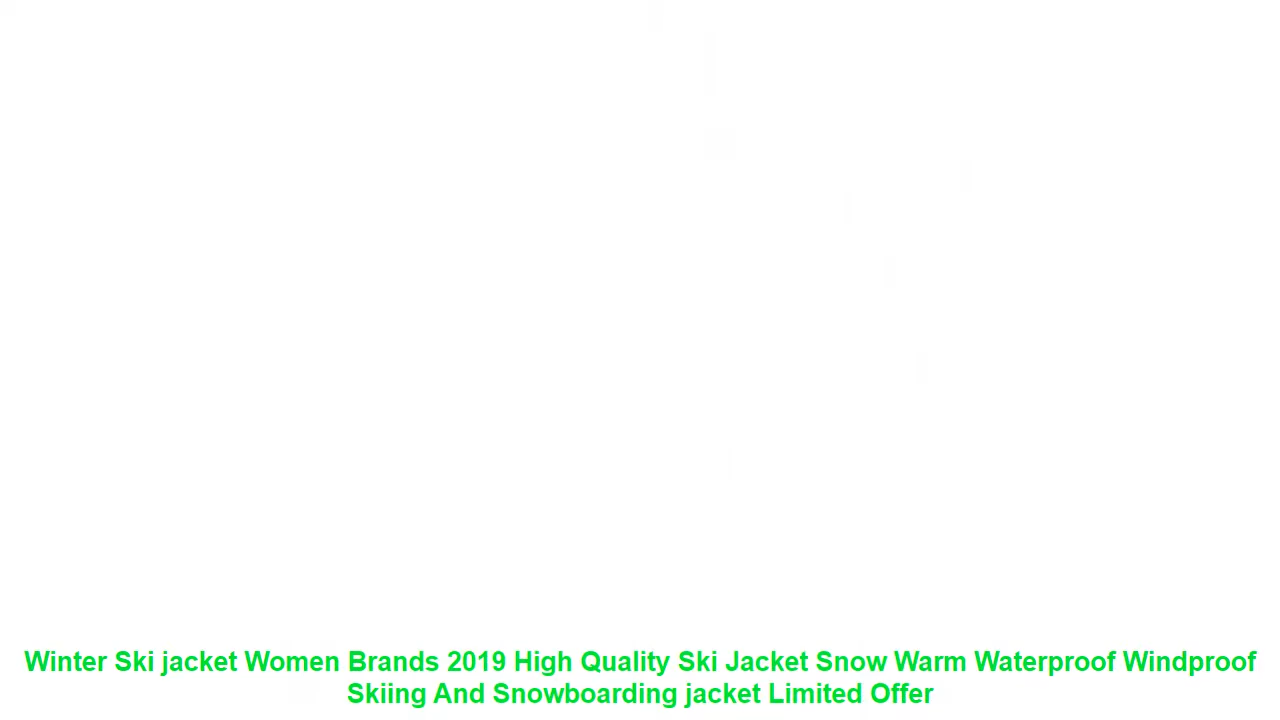 Winter Ski jacket Women Brands 2019 High Quality Ski Jacket Snow Warm Waterproof Windproof
Skiing And Snowboarding jacket Limited Offer